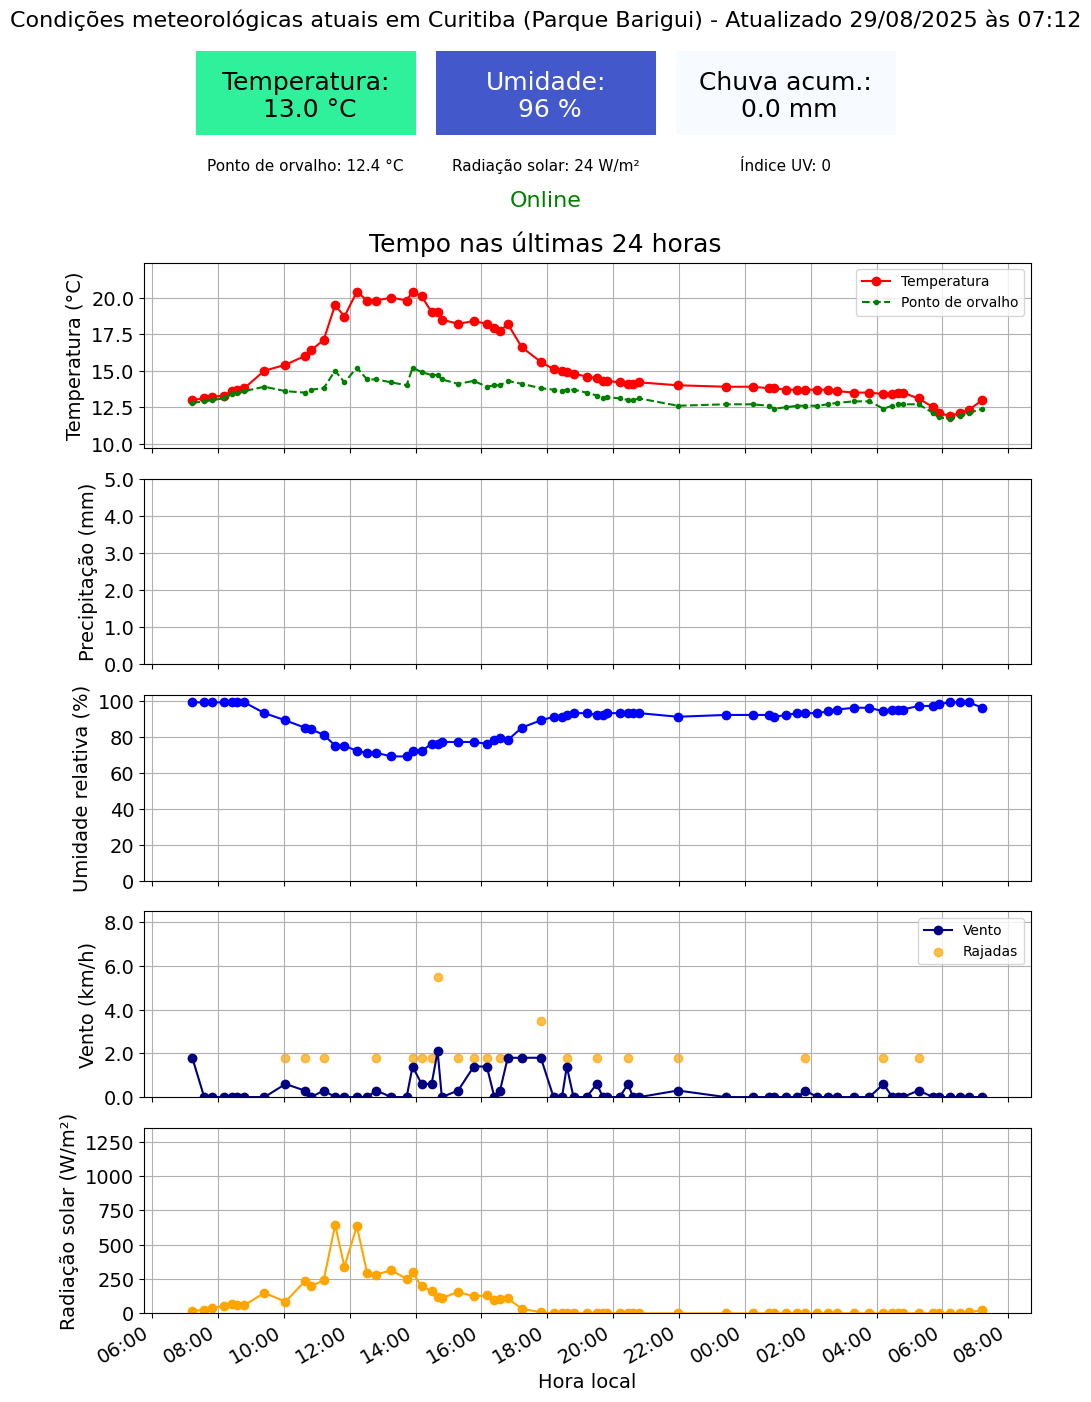 Condições meteorológicas atuais em Curitiba (Parque Barigui) - Atualizado 29/08/2025 às 07:12
Temperatura:
13.0 °C
Umidade:
96 %
Chuva acum.:
0.0 mm
Ponto de orvalho: 12.4 °C
Radiação solar: 24 W/m²
Índice UV: 0
Online
Tempo nas últimas 24 horas
Temperatura (°C)
20.0
17.5
15.0
12.5
10.0
Temperatura
Ponto de orvalho
Precipitação (mm)
5.0
4.0
3.0
2.0
1.0
0.0
Umidade relativa (%)
100
80
60
40
20
0
Vento (km/h)
8.0
6.0
4.0
2.0
0.0
Vento
Rajadas
Radiação solar (W/m²)
1250
1000
750
500
250
0
06:00
08:00
10:00
12:00
14:00
16:00
18:00
20:00
22:00
00:00
02:00
04:00
06:00
08:00
Hora local